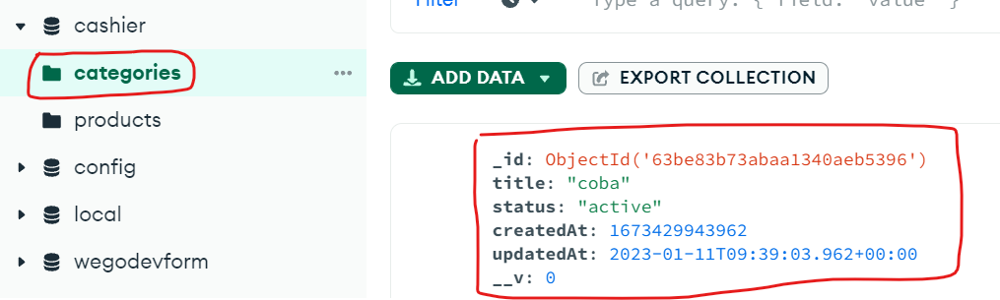 cashier
categories
products
config
local
wegodevform
Filter
Type a query: { field: 'value' }
ADD DATA
EXPORT COLLECTION
_id: ObjectId('63be83b73abaa1340aeb5396')
title: "coba"
status: "active"
createdAt: 1673429943962
updatedAt: 2023-01-11T09:39:03.962+00:00
__v: 0